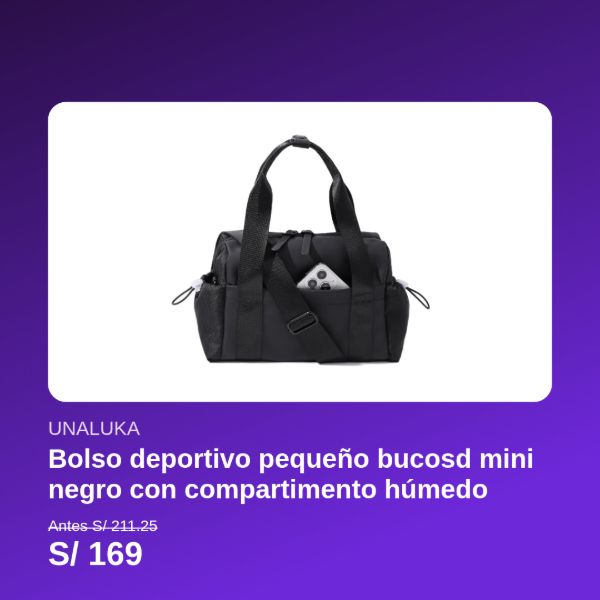 UNALUKA
Bolso deportivo pequeño bucosd mini
negro con compartimento húmedo
Antes S/ 211.25
S/ 169